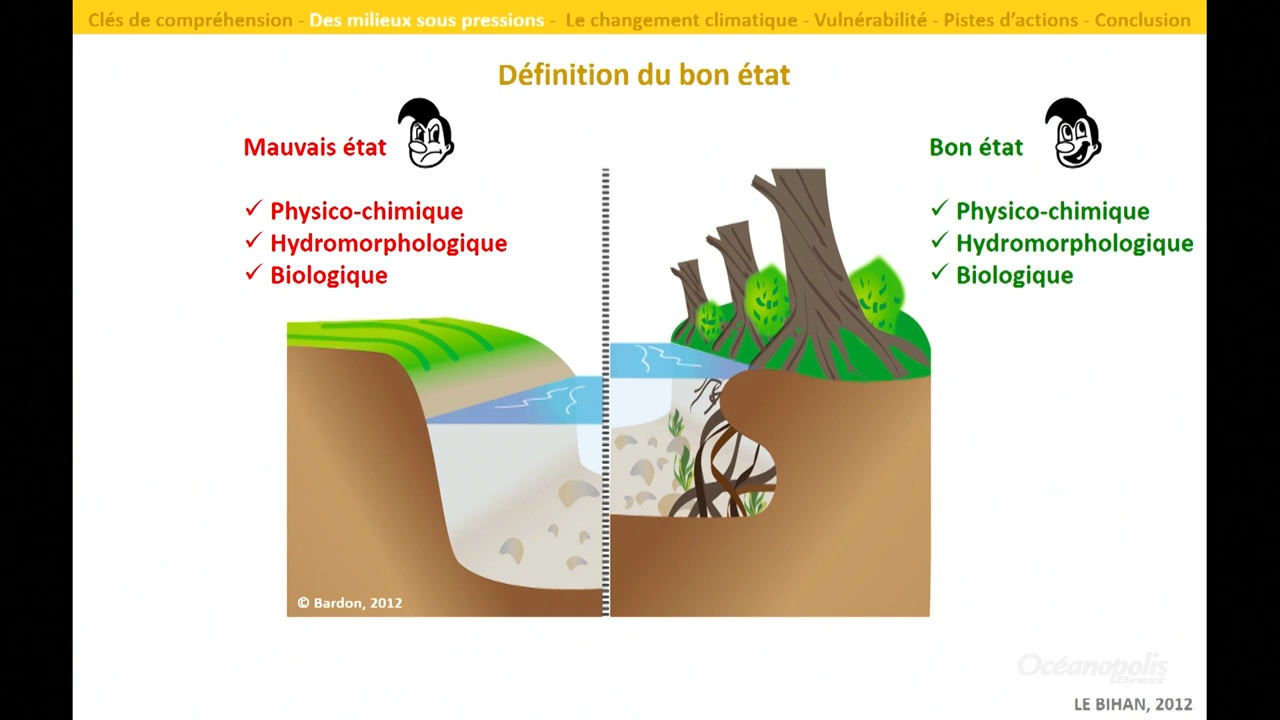 Clés de compréhension - Des milieux sous pressions - Le changement climatique - Vulnérabilité - Pistes d'actions - Conclusion
Définition du bon état
Mauvais état
✓ Physico-chimique
✓ Hydromorphologique
✓ Biologique
Bon état
✓ Physico-chimique
✓ Hydromorphologique
✓ Biologique
© Bardon, 2012
Océanopolis
Brest
LE BIHAN, 2012